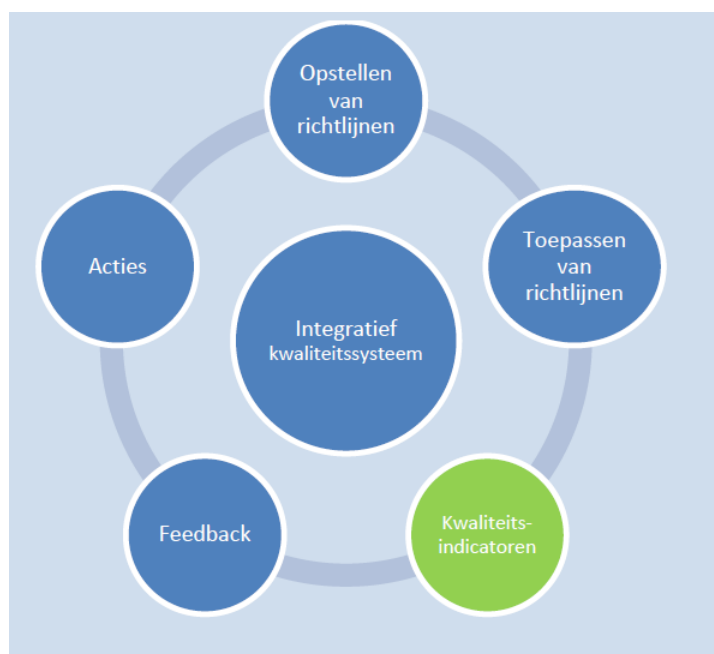 Opstellen
van
richtlijnen
Toepassen
van
richtlijnen
Kwaliteits-
indicatoren
Feedback
Acties
Integratief
kwaliteitssysteem